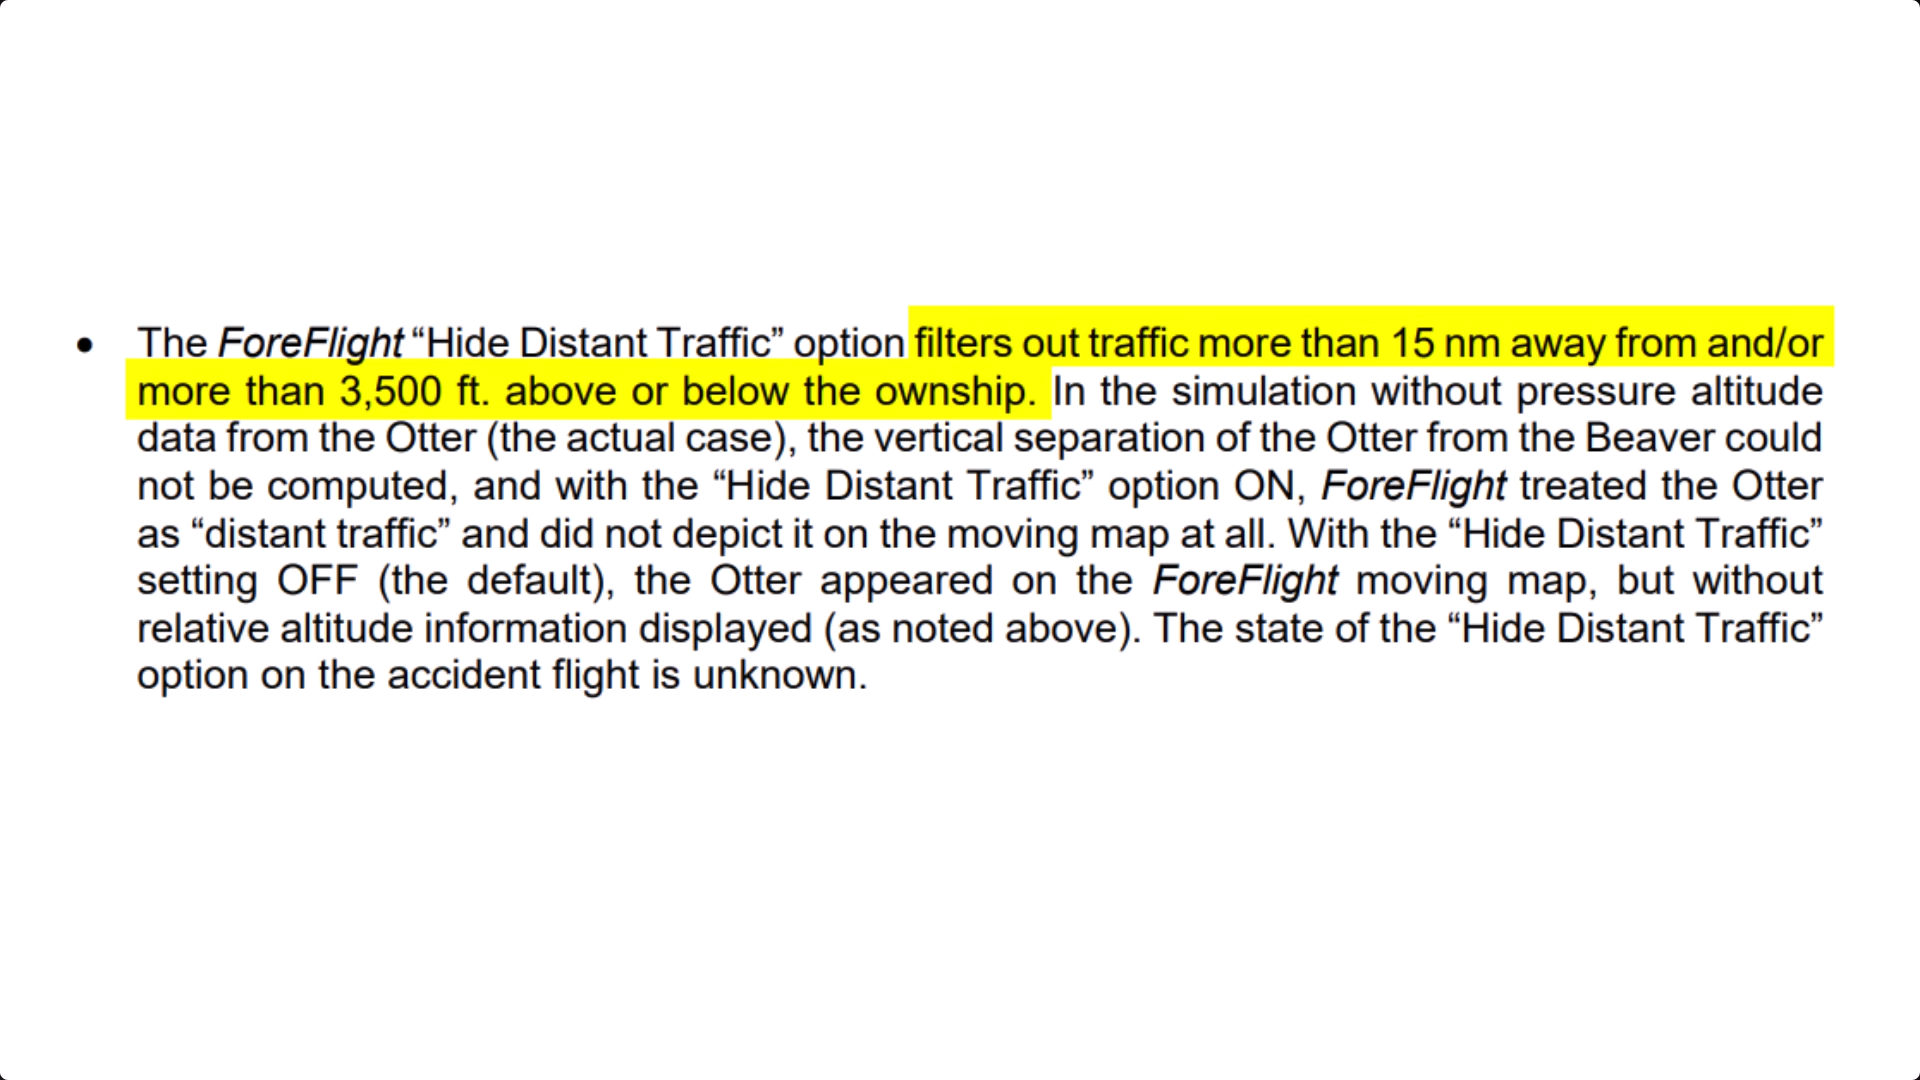 • The ForeFlight “Hide Distant Traffic” option filters out traffic more than 15 nm away from and/or
more than 3,500 ft. above or below the ownship. In the simulation without pressure altitude
data from the Otter (the actual case), the vertical separation of the Otter from the Beaver could
not be computed, and with the “Hide Distant Traffic” option ON, ForeFlight treated the Otter
as “distant traffic” and did not depict it on the moving map at all. With the “Hide Distant Traffic”
setting OFF (the default), the Otter appeared on the ForeFlight moving map, but without
relative altitude information displayed (as noted above). The state of the “Hide Distant Traffic”
option on the accident flight is unknown.